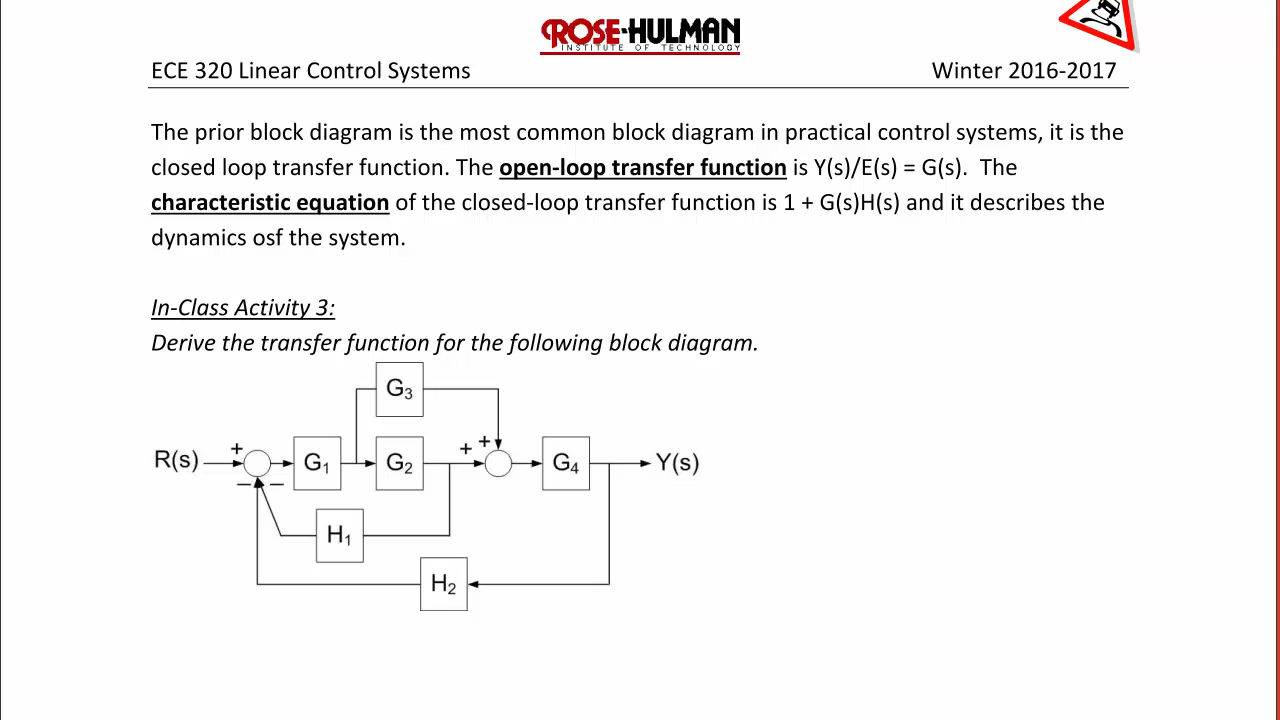 ROSE-HULMAN
INSTITUTE OF TECHNOLOGY
ECE 320 Linear Control Systems Winter 2016-2017
The prior block diagram is the most common block diagram in practical control systems, it is the
closed loop transfer function. The open-loop transfer function is Y(s)/E(s) = G(s). The
characteristic equation of the closed-loop transfer function is 1 + G(s)H(s) and it describes the
dynamics osf the system.
In-Class Activity 3:
Derive the transfer function for the following block diagram.
G₃
+ +
+
R(s) G₁ G₂ G₄ Y(s)
− −
H₁
H₂